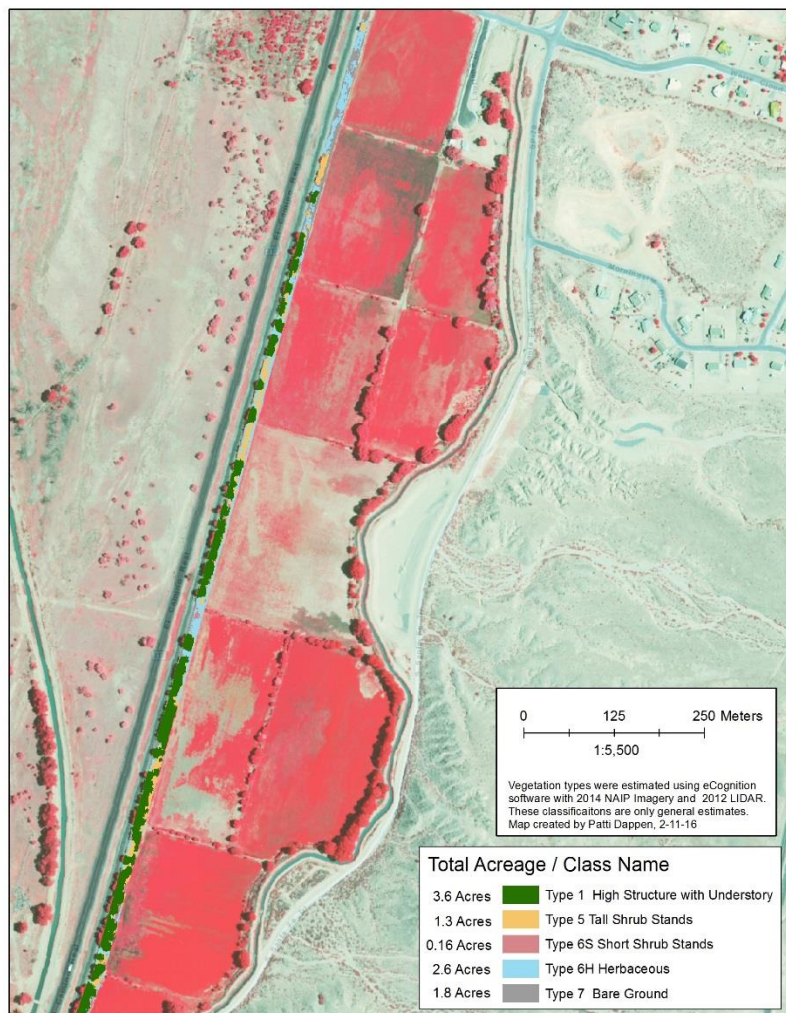 0 125 250 Meters
1:5,500
Vegetation types were estimated using eCognition
software with 2014 NAIP Imagery and 2012 LIDAR.
These classificaitons are only general estimates.
Map created by Patti Dappen, 2-11-16
Total Acreage / Class Name
3.6 Acres Type 1 High Structure with Understory
1.3 Acres Type 5 Tall Shrub Stands
0.16 Acres Type 6S Short Shrub Stands
2.6 Acres Type 6H Herbaceous
1.8 Acres Type 7 Bare Ground